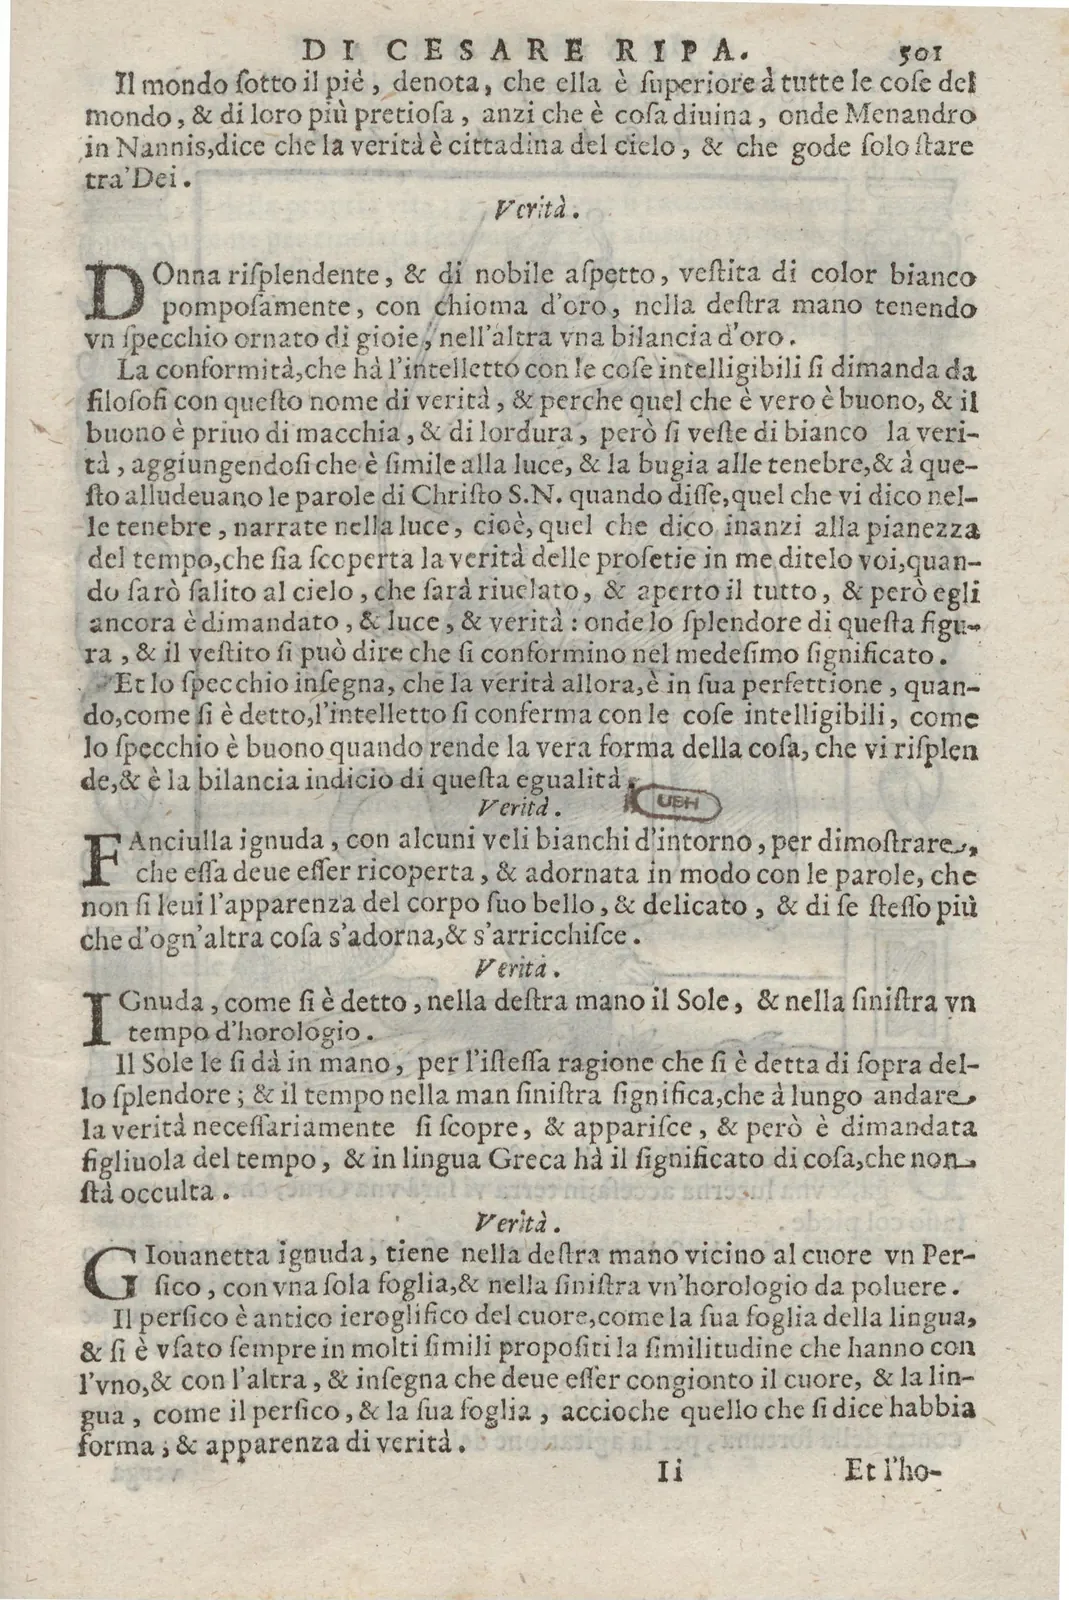 DI CESARE RIPA. 501
Il mondo ſotto il piè, denota, che ella è ſuperiore à tutte le coſe del
mondo, & di loro più pretioſa, anzi che è coſa diuina, onde Menandro
in Nannis,dice che la verità è cittadina del cielo, & che gode ſolo ſtare
tra'Dei.
Verità.
DOnna riſplendente, & di nobile aſpetto, veſtita di color bianco
pompoſamente, con chioma d'oro, nella deſtra mano tenendo
vn ſpecchio ornato di gioie, nell'altra vna bilancia d'oro.
La conformità,che hà l'intelletto con le coſe intelligibili ſi dimanda da
filoſofi con queſto nome di verità, & perche quel che è vero è buono, & il
buono è priuo di macchia, & di lordura, però ſi veſte di bianco la veri-
tà, aggiungendoſi che è ſimile alla luce, & la bugia alle tenebre,& à que-
ſto alludeuano le parole di Chriſto S.N. quando diſſe,quel che vi dico nel-
le tenebre, narrate nella luce, cioè, quel che dico inanzi alla pianezza
del tempo,che ſia ſcoperta la verità delle profetie in me ditelo voi,quan-
do ſarò ſalito al cielo, che ſarà riuelato, & aperto il tutto, & però egli
ancora è dimandato, & luce, & verità: onde lo ſplendore di queſta figu-
ra, & il veſtito ſi può dire che ſi conformino nel medeſimo ſignificato.
Et lo ſpecchio inſegna, che la verità allora,è in ſua perfettione, quan-
do,come ſi è detto,l'intelletto ſi conferma con le coſe intelligibili, come
lo ſpecchio è buono quando rende la vera forma della coſa, che vi riſplen
de,& è la bilancia indicio di queſta egualità.
UBH
Verità.
FAnciulla ignuda, con alcuni veli bianchi d'intorno, per dimoſtrare,
che eſſa deue eſſer ricoperta, & adornata in modo con le parole, che
non ſi leui l'apparenza del corpo ſuo bello, & delicato, & di ſe ſteſſo più
che d'ogn'altra coſa s'adorna,& s'arricchiſce.
Verità.
IGnuda, come ſi è detto, nella deſtra mano il Sole, & nella ſiniſtra vn
tempo d'horologio.
Il Sole le ſi dà in mano, per l'iſteſſa ragione che ſi è detta di ſopra del-
lo ſplendore; & il tempo nella man ſiniſtra ſignifica,che à lungo andare
la verità neceſſariamente ſi ſcopre, & appariſce, & però è dimandata
figliuola del tempo, & in lingua Greca hà il ſignificato di coſa,che non
ſtà occulta.
Verità.
GIouanetta ignuda, tiene nella deſtra mano vicino al cuore vn Per-
ſico, con vna ſola foglia,& nella ſiniſtra vn'horologio da poluere.
Il perſico è antico ieroglifico del cuore,come la ſua foglia della lingua,
& ſi è vſato ſempre in molti ſimili propoſiti la ſimilitudine che hanno con
l'vno,& con l'altra, & inſegna che deue eſſer congionto il cuore, & la lin-
gua, come il perſico, & la ſua foglia, accioche quello che ſi dice habbia
forma, & apparenza di verità.
Ii Et l'ho-